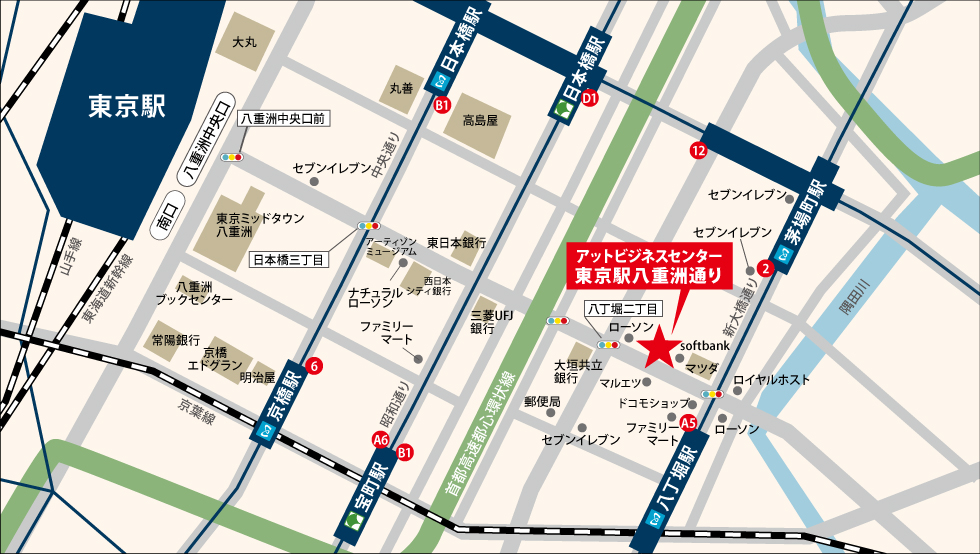 大丸
日本橋駅
日本橋駅
東京駅
丸善
B1
D1
高島屋
八重洲中央口
八重洲中央口前
中央通り
12
セブンイレブン
南口
セブンイレブン
茅場町駅
東京ミッドタウン
八重洲
日本橋三丁目
アーティゾン
ミュージアム
東日本銀行
セブンイレブン
山手線
東海道新幹線
アットビジネスセンター
東京駅八重洲通り
2
新大橋通り
隅田川
八重洲
ブックセンター
ナチュラル
ローソン
西日本
シティ銀行
三菱UFJ
銀行
八丁堀二丁目
ローソン
softbank
マツダ
常陽銀行
京橋
エドグラン
明治屋
ファミリー
マート
6
京橋駅
大垣共立
銀行
マルエツ
ロイヤルホスト
京葉線
昭和通り
首都高速都心環状線
郵便局
ドコモショップ
A5
セブンイレブン
ファミリー
マート
ローソン
A6
B1
宝町駅
八丁堀駅